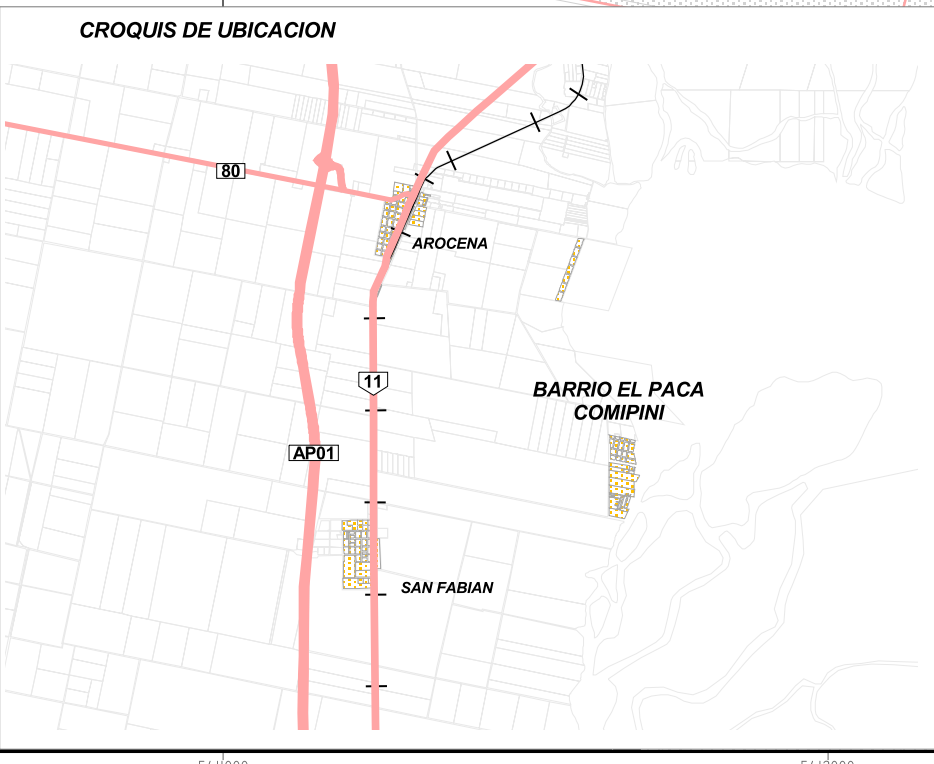 CROQUIS DE UBICACION
80
AROCENA
11
BARRIO EL PACA
COMIPINI
AP01
SAN FABIAN